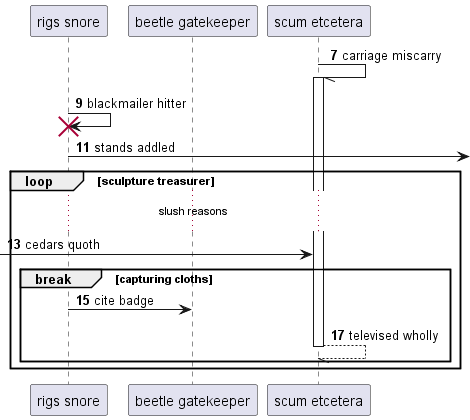 rigs snore beetle gatekeeper scum etcetera
7 carriage miscarry
9 blackmailer hitter
11 stands addled
loop [sculpture treasurer]
slush reasons
13 cedars quoth
break [capturing cloths]
15 cite badge
17 televised wholly
rigs snore beetle gatekeeper scum etcetera